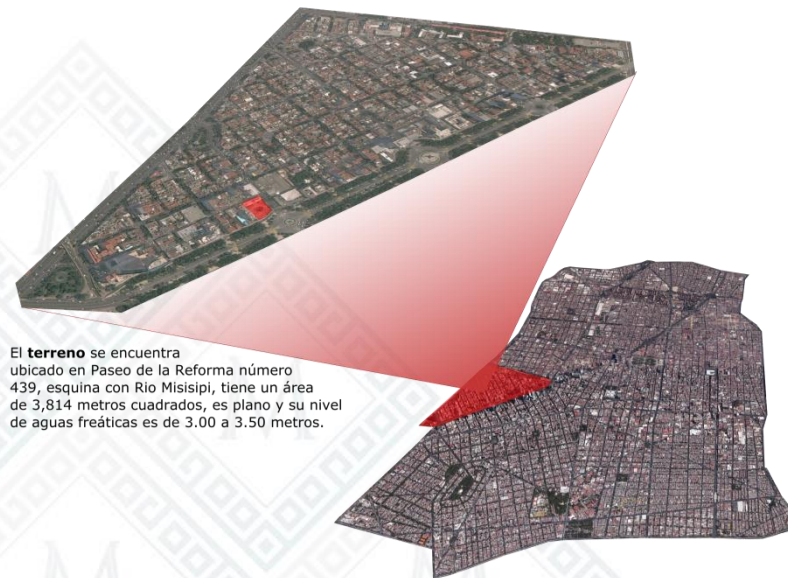 El terreno se encuentra
ubicado en Paseo de la Reforma número
439, esquina con Rio Misisipi, tiene un área
de 3,814 metros cuadrados, es plano y su nivel
de aguas freáticas es de 3.00 a 3.50 metros.